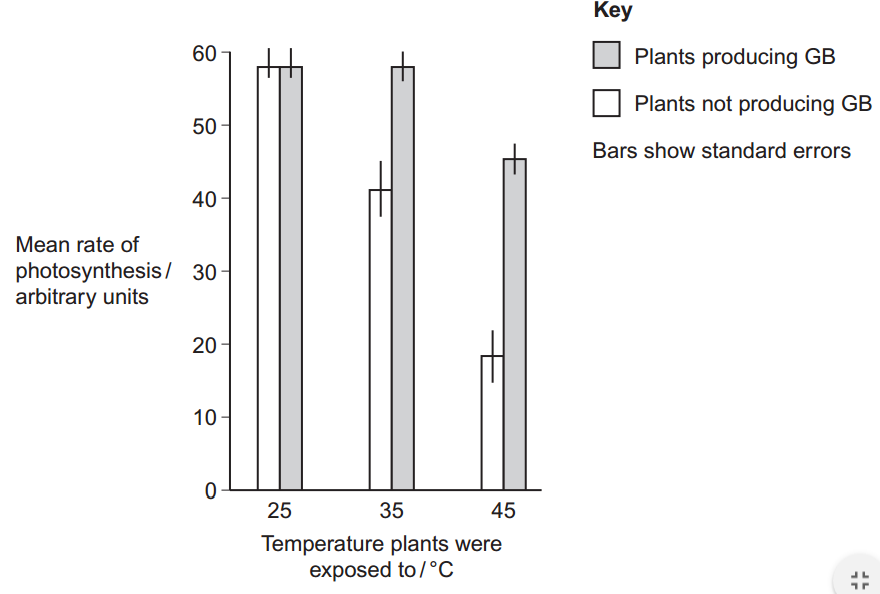 Key
Plants producing GB
Plants not producing GB
Bars show standard errors
60
50
40
30
20
10
0
Mean rate of
photosynthesis /
arbitrary units
25 35 45
Temperature plants were
exposed to / °C